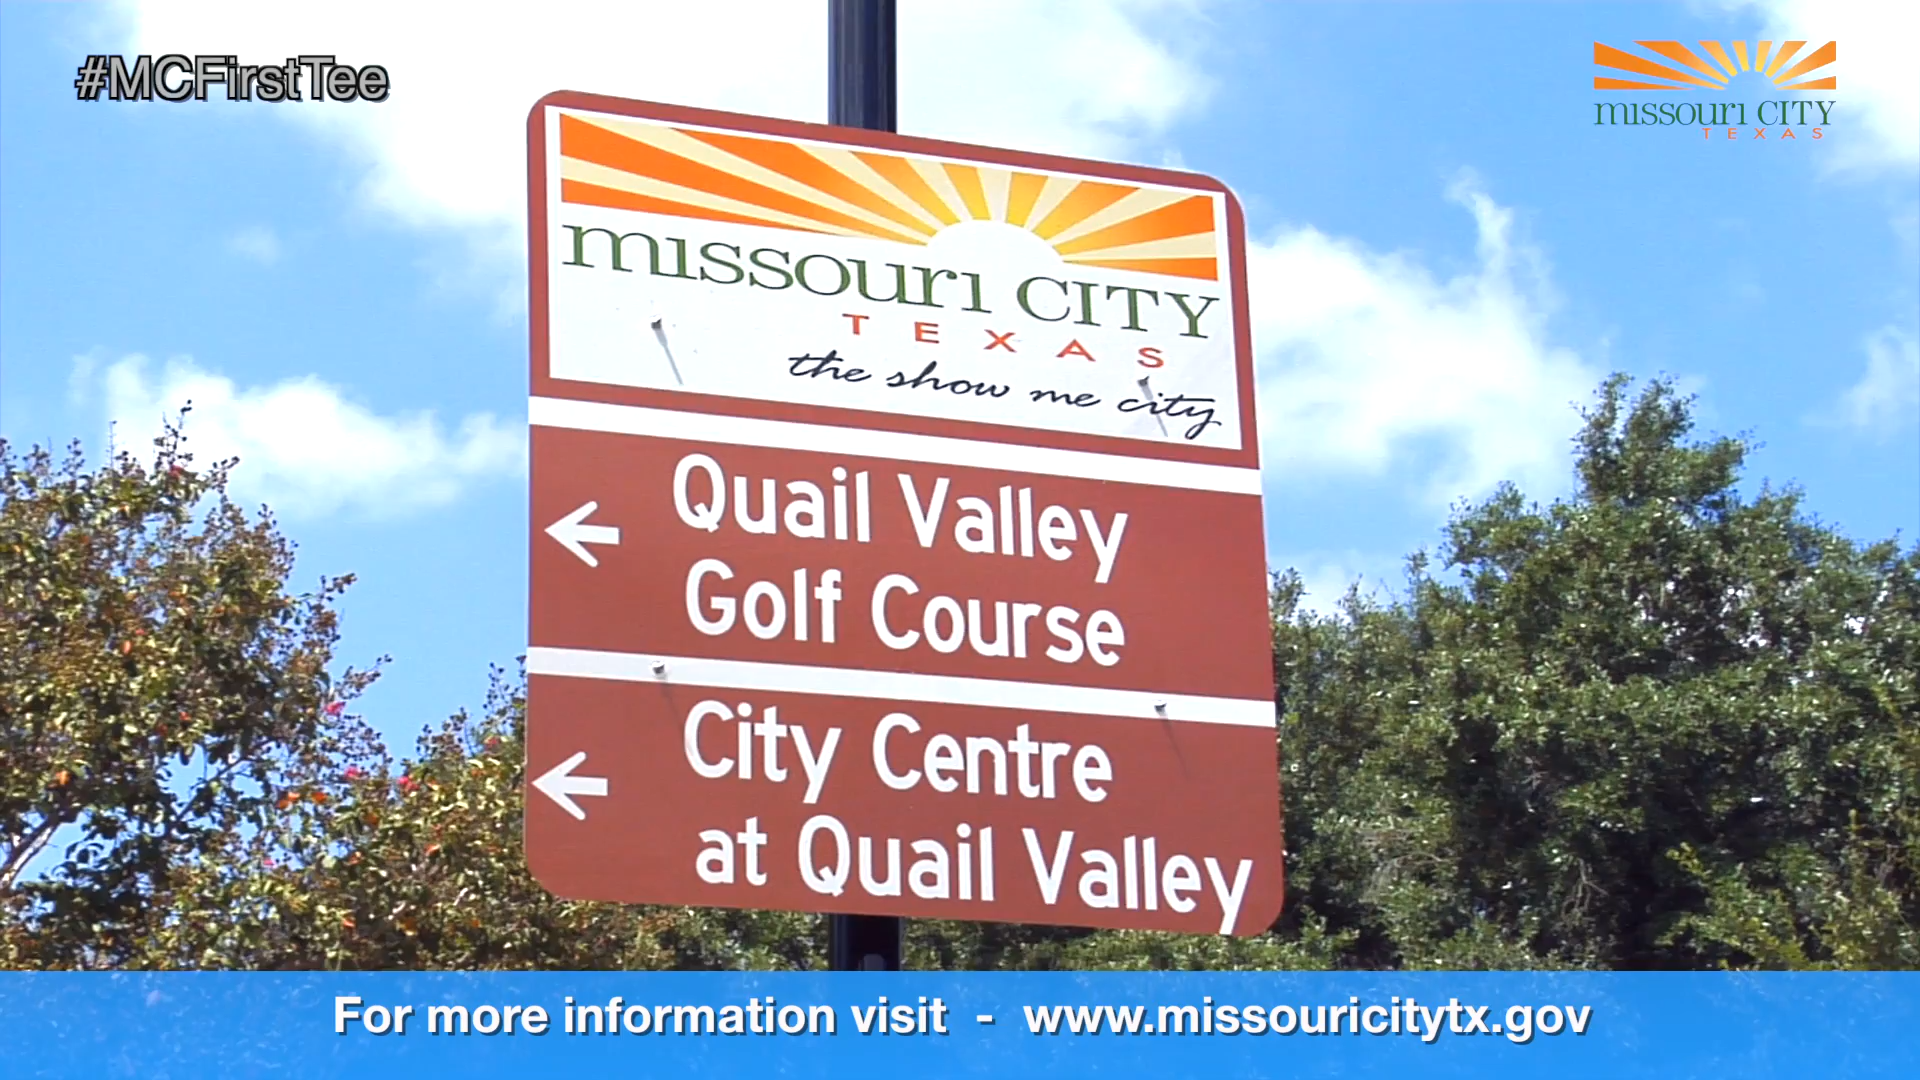 #MCFirstTee
missouri CITY
TEXAS
missouri CITY
TEXAS
the show me city
Quail Valley
Golf Course
City Centre
at Quail Valley
For more information visit - www.missouricitytx.gov